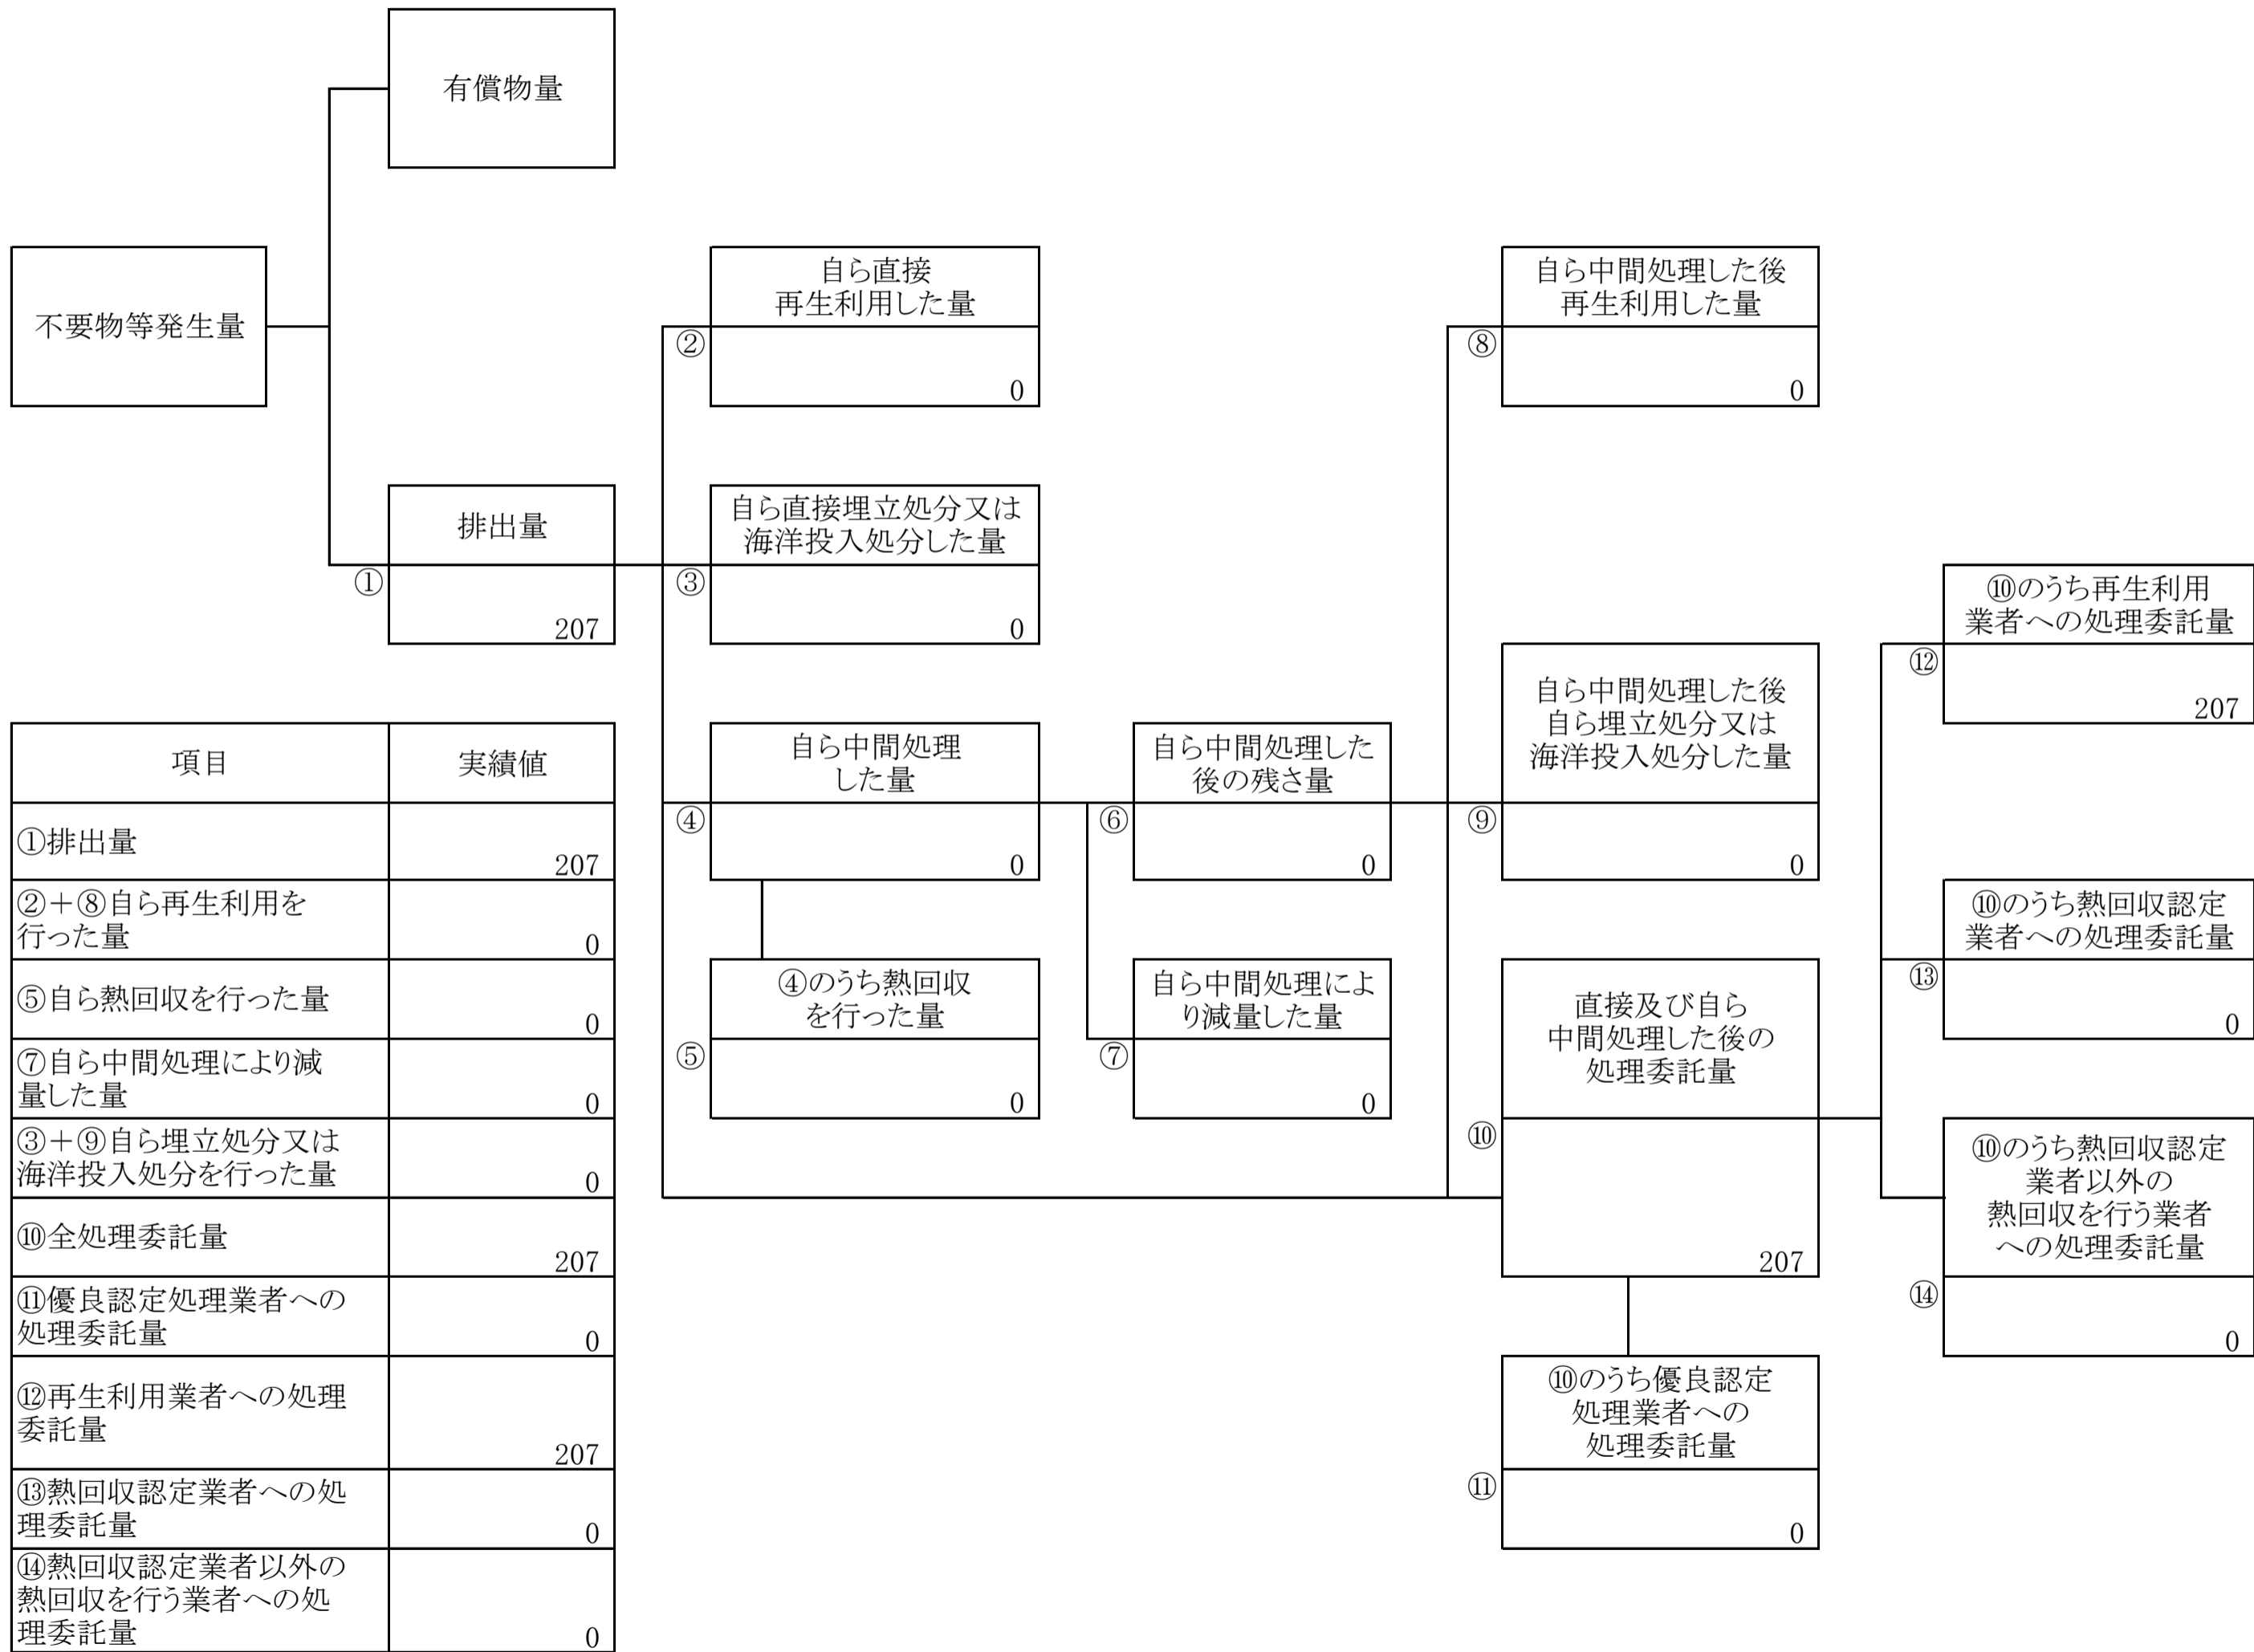 有償物量
不要物等発生量
自ら直接
再生利用した量
②
0
自ら中間処理した後
再生利用した量
⑧
0
排出量
①
207
自ら直接埋立処分又は
海洋投入処分した量
③
0
⑩のうち再生利用
業者への処理委託量
⑫
207
自ら中間処理
した量
④
0
自ら中間処理した
後の残さ量
⑥
0
自ら中間処理した後
自ら埋立処分又は
海洋投入処分した量
⑨
0
④のうち熱回収
を行った量
⑤
0
自ら中間処理によ
り減量した量
⑦
0
直接及び自ら
中間処理した後の
処理委託量
⑩
207
⑩のうち熱回収認定
業者への処理委託量
⑬
0
⑩のうち熱回収認定
業者以外の
熱回収を行う業者
への処理委託量
⑭
0
⑩のうち優良認定
処理業者への
処理委託量
⑪
0
項目
実績値
①排出量
207
②＋⑧自ら再生利用を
行った量
0
⑤自ら熱回収を行った量
0
⑦自ら中間処理により減
量した量
0
③＋⑨自ら埋立処分又は
海洋投入処分を行った量
0
⑩全処理委託量
207
⑪優良認定処理業者への
処理委託量
0
⑫再生利用業者への処理
委託量
207
⑬熱回収認定業者への処
理委託量
0
⑭熱回収認定業者以外の
熱回収を行う業者への処
理委託量
0